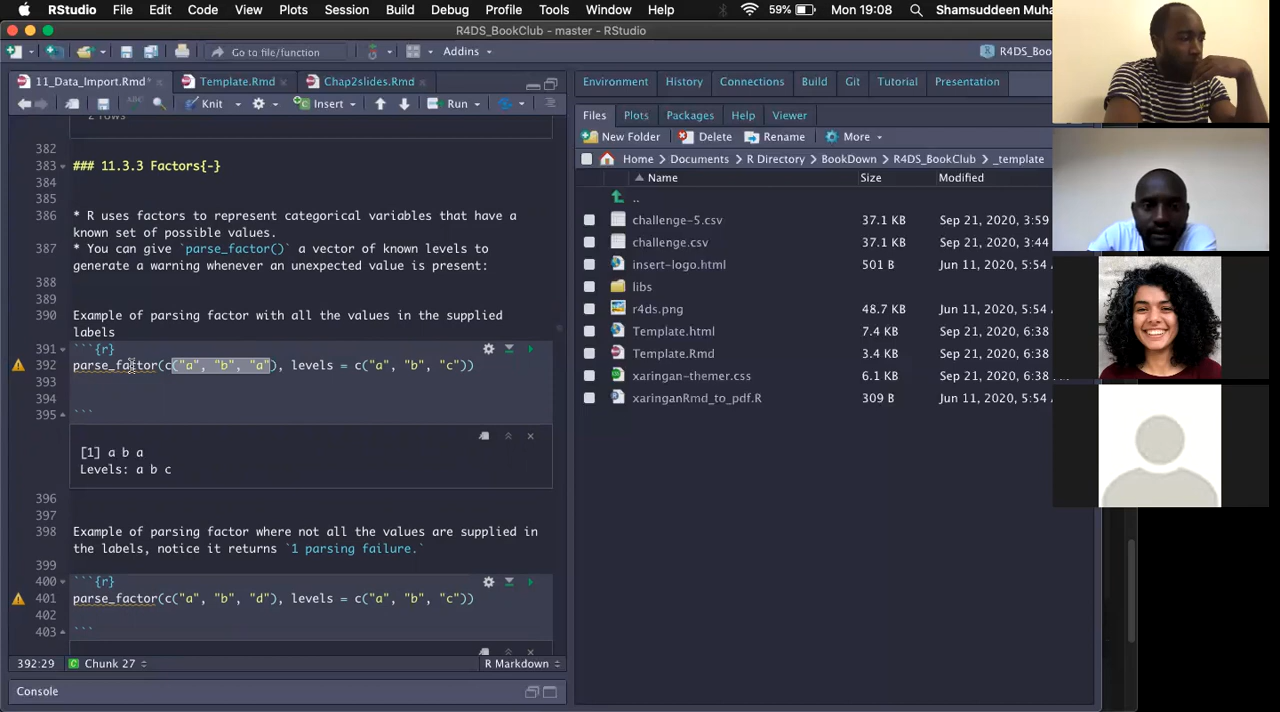 RStudio File Edit Code View Plots Session Build Debug Profile Tools Window Help 59% Mon 19:08 Shamsuddeen Muha
R4DS_BookClub - master - RStudio
Go to file/function Addins R4DS_Boo
11_Data_Import.Rmd* Template.Rmd Chap2slides.Rmd
Knit Insert Run
2 rows
382
383 ### 11.3.3 Factors{-}
384
385
386 * R uses factors to represent categorical variables that have a
known set of possible values.
387 * You can give `parse_factor()` a vector of known levels to
generate a warning whenever an unexpected value is present:
388
389
390 Example of parsing factor with all the values in the supplied
labels
391 ```{r}
392 parse_factor(c("a", "b", "a"), levels = c("a", "b", "c"))
393
394
395 ```
[1] a b a
Levels: a b c
396
397
398 Example of parsing factor where not all the values are supplied in
the labels, notice it returns `1 parsing failure.`
399
400 ```{r}
401 parse_factor(c("a", "b", "d"), levels = c("a", "b", "c"))
402
403 ```
392:29 Chunk 27 R Markdown
Console
Environment History Connections Build Git Tutorial Presentation
Files Plots Packages Help Viewer
New Folder Delete Rename More
Home Documents R Directory BookDown R4DS_BookClub _template
Name Size Modified
..
challenge-5.csv 37.1 KB Sep 21, 2020, 3:59
challenge.csv 37.1 KB Sep 21, 2020, 3:44
insert-logo.html 501 B Jun 11, 2020, 5:54
libs
r4ds.png 48.7 KB Jun 11, 2020, 5:54
Template.html 7.4 KB Sep 21, 2020, 6:38
Template.Rmd 3.4 KB Sep 21, 2020, 6:38
xaringan-themer.css 6.1 KB Sep 21, 2020, 6:38
xaringanRmd_to_pdf.R 309 B Jun 11, 2020, 5:54